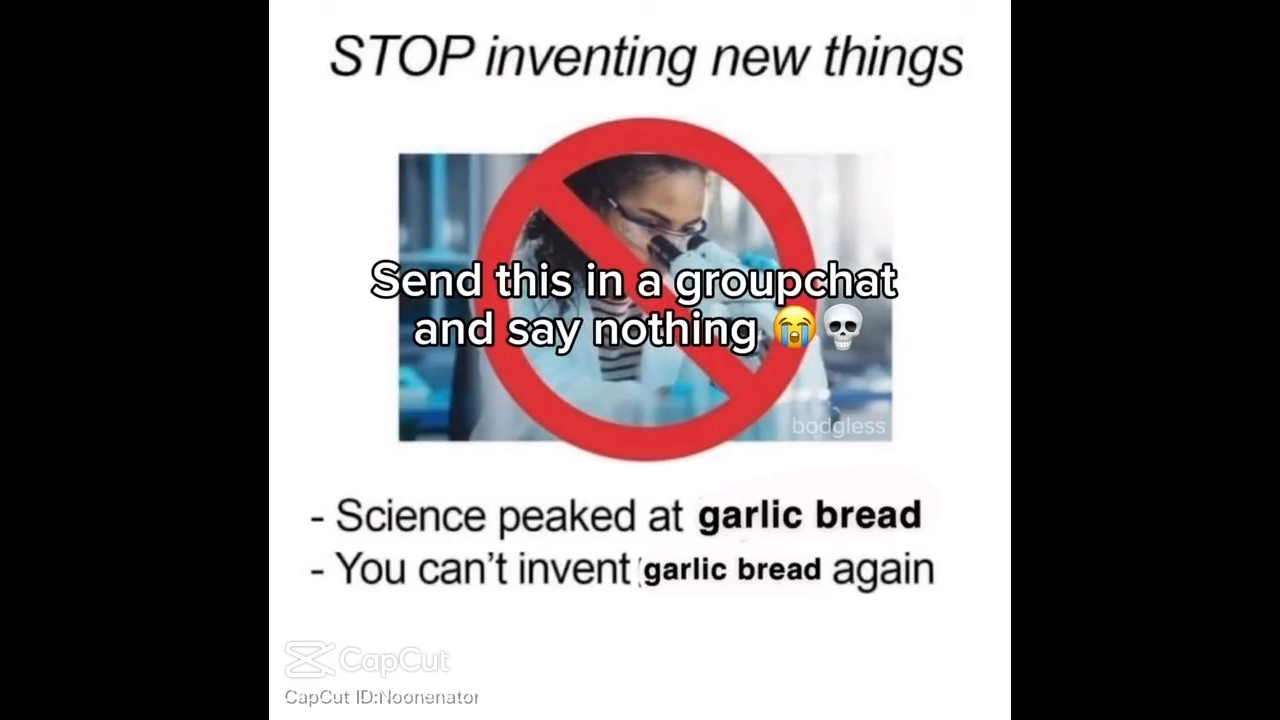 STOP inventing new things
Send this in a groupchat
and say nothing 😭💀
bodgless
- Science peaked at garlic bread
- You can't invent garlic bread again
CapCut
CapCut ID:Noonenator